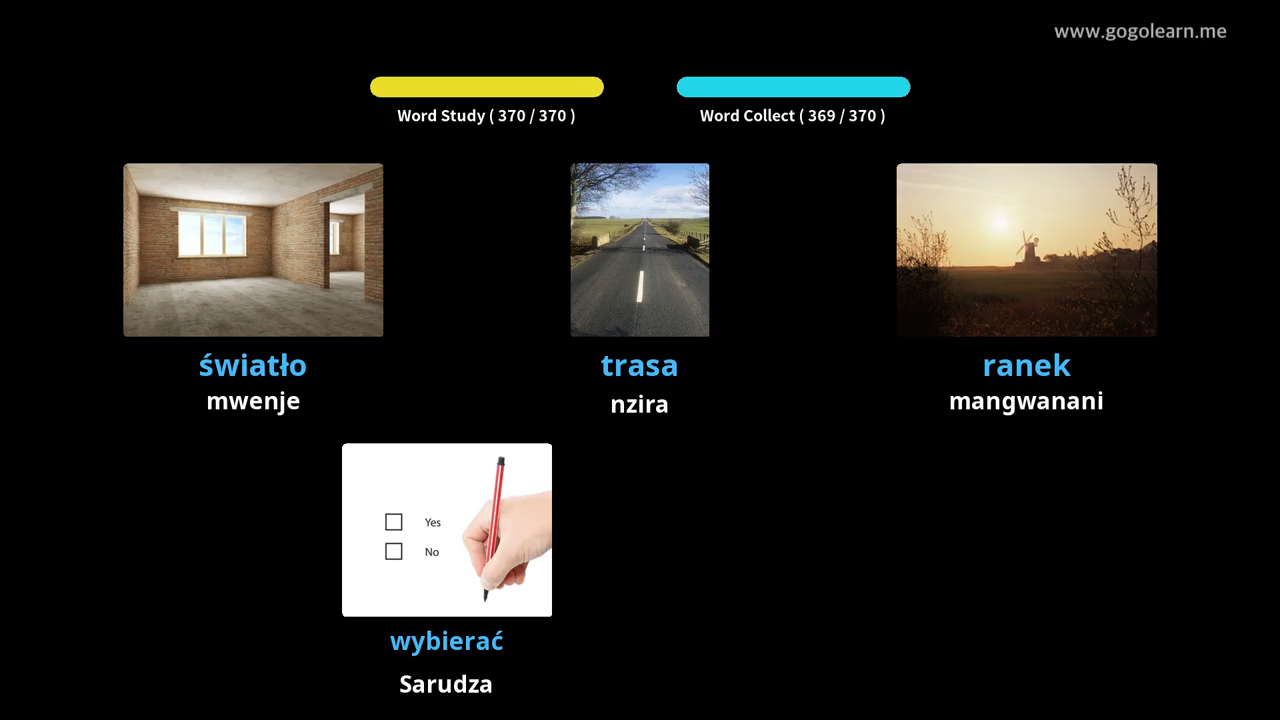 www.gogolearn.me
Word Study ( 370 / 370 )
Word Collect ( 369 / 370 )
światło
mwenje
trasa
nzira
ranek
mangwanani
Yes
No
wybierać
Sarudza